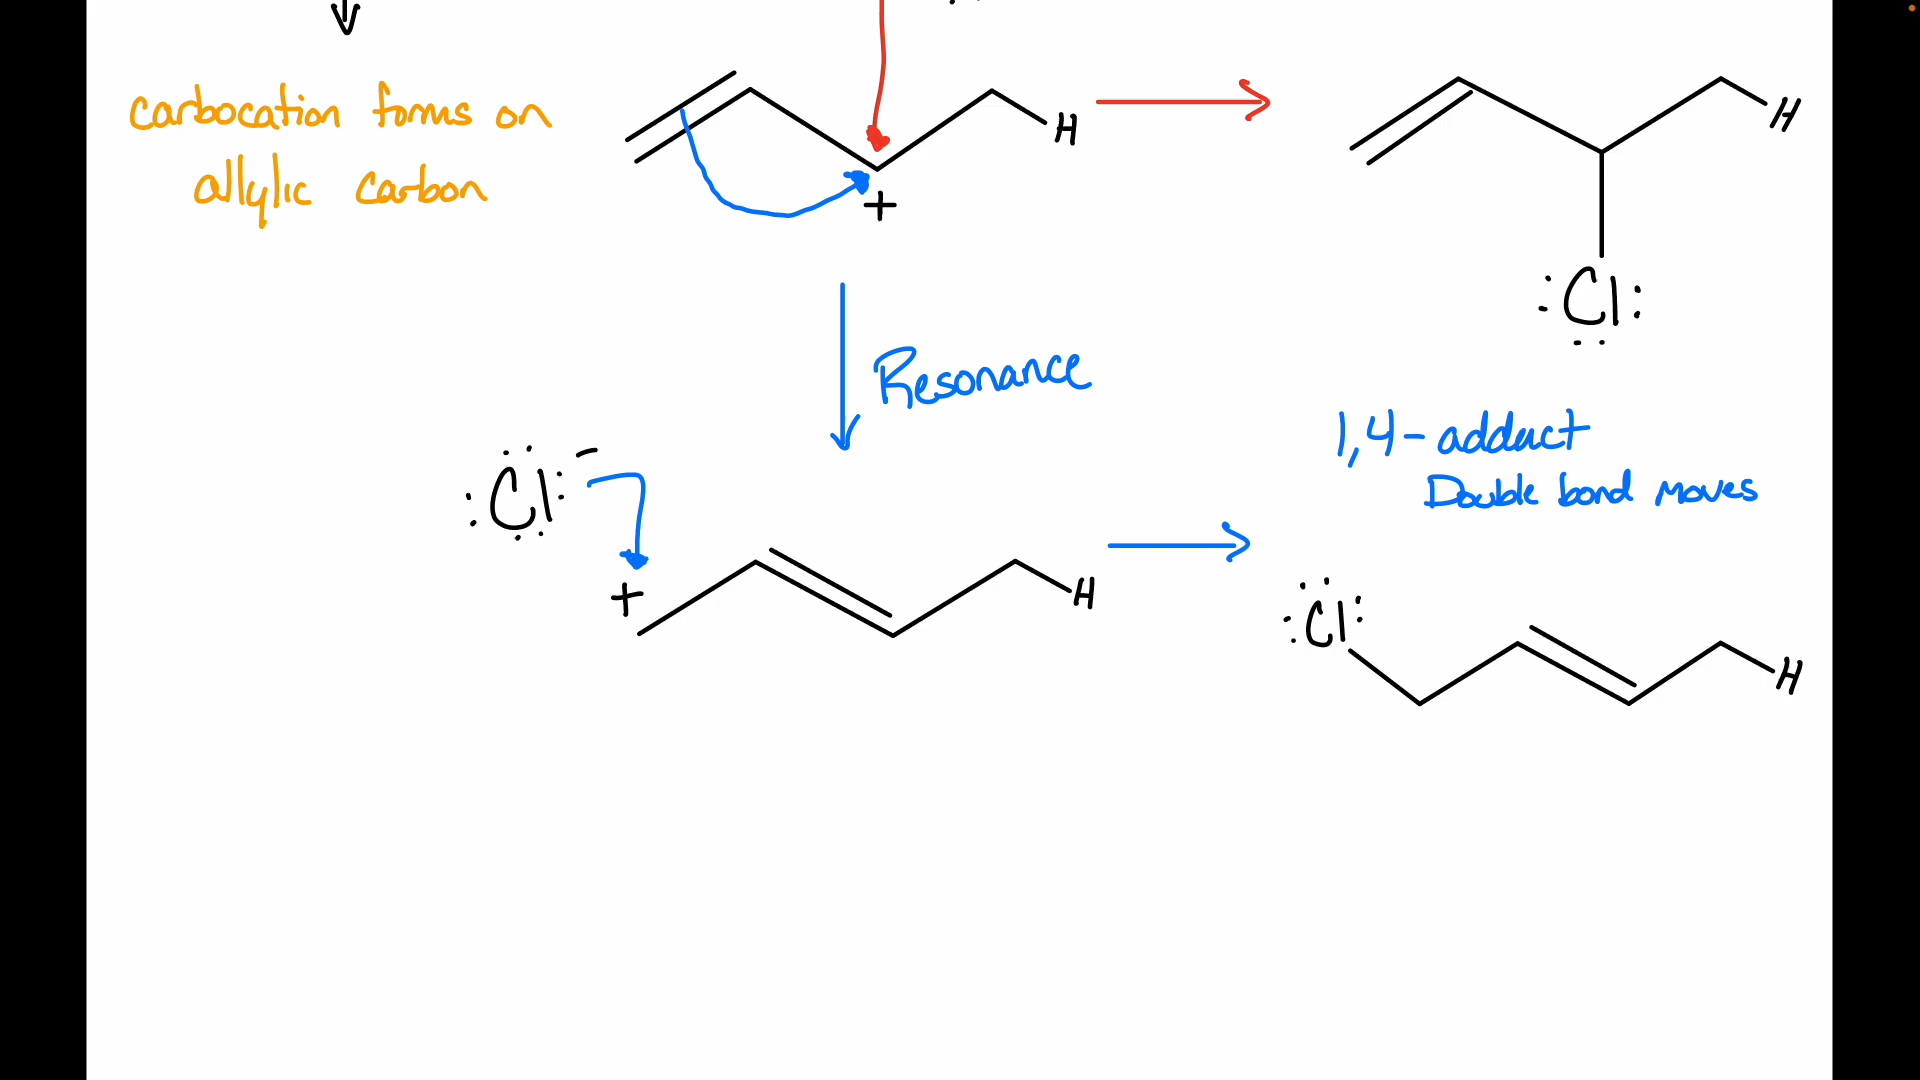 carbocation forms on
allylic carbon
H
+
H
:Cl:
Resonance
1,4-adduct
Double bond moves
:Cl: −
+
H
:Cl:
H